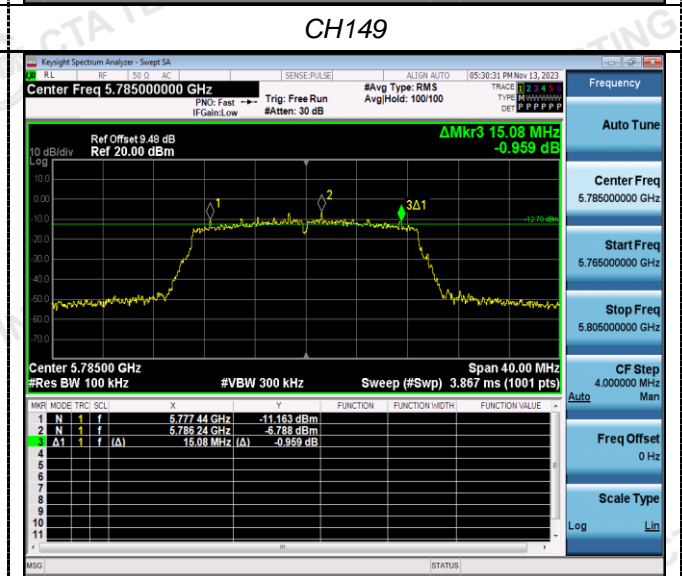 CH149
Keysight Spectrum Analyzer - Swept SA
RL RF 50 Ω AC SENSE:PULSE ALIGN AUTO 05:30:31 PM Nov 13, 2023
Center Freq 5.785000000 GHz
PNO: Fast
IFGain:Low
Trig: Free Run
#Atten: 30 dB
#Avg Type: RMS
Avg|Hold: 100/100
TRACE 1 2 3 4 5 6
TYPE M W W W W W
DET P P P P P P
Frequency
Auto Tune
Center Freq
5.785000000 GHz
Start Freq
5.765000000 GHz
Stop Freq
5.805000000 GHz
CF Step
4.000000 MHz
Auto Man
Freq Offset
0 Hz
Scale Type
Log Lin
Ref Offset 9.48 dB
Ref 20.00 dBm
10 dB/div
Log
ΔMkr3 15.08 MHz
-0.959 dB
10.0
0.00
-10.0
-20.0
-30.0
-40.0
-50.0
-60.0
-70.0
1
2
3Δ1
-12.70 dBm
Center 5.78500 GHz Span 40.00 MHz
#Res BW 100 kHz #VBW 300 kHz Sweep (#Swp) 3.867 ms (1001 pts)
MKR MODE TRC SCL X Y FUNCTION FUNCTION WIDTH FUNCTION VALUE
1 N 1 f 5.777 44 GHz -11.163 dBm
2 N 1 f 5.786 24 GHz -6.788 dBm
3 Δ1 1 f (Δ) 15.08 MHz (Δ) -0.959 dB
4
5
6
7
8
9
10
11
MSG STATUS